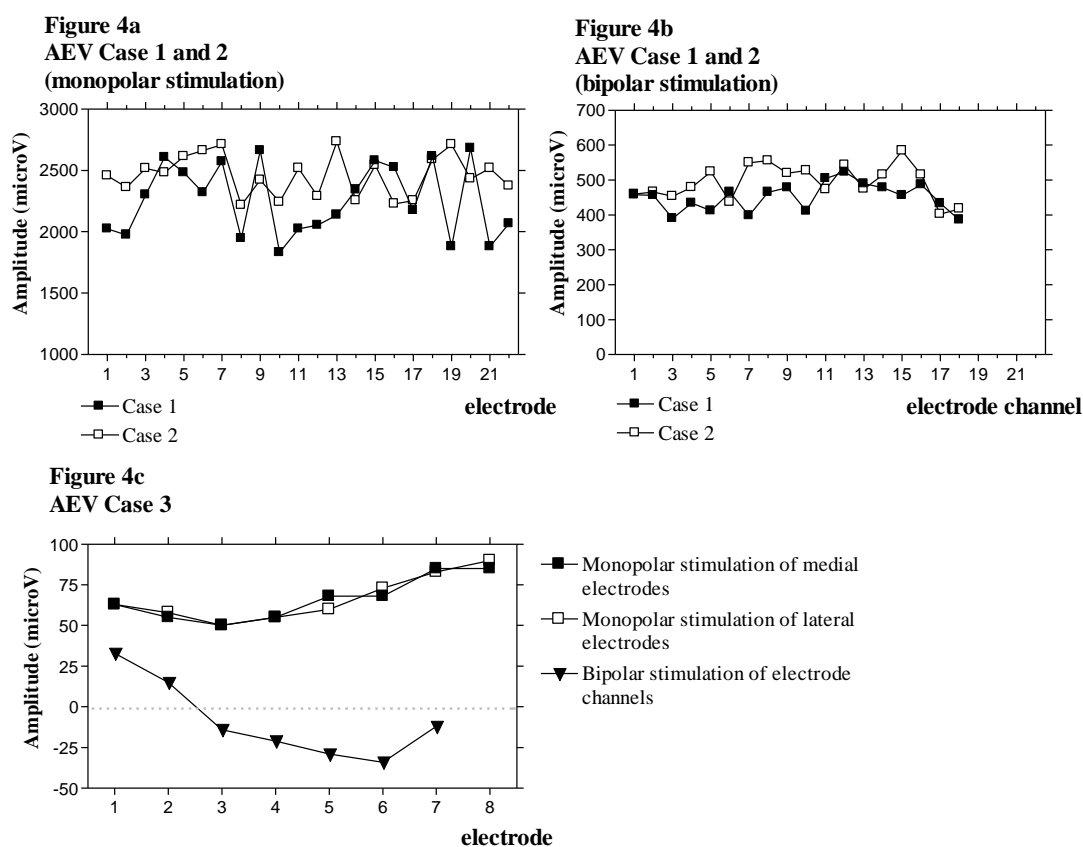 Figure 4a
AEV Case 1 and 2
(monopolar stimulation)
3000
2500
2000
1500
1000
Amplitude (microV)
1 3 5 7 9 11 13 15 17 19 21
electrode
Case 1
Case 2
Figure 4b
AEV Case 1 and 2
(bipolar stimulation)
700
600
500
400
300
200
100
0
Amplitude (microV)
1 3 5 7 9 11 13 15 17 19 21
electrode channel
Case 1
Case 2
Figure 4c
AEV Case 3
100
75
50
25
0
-25
-50
Amplitude (microV)
1 2 3 4 5 6 7 8
electrode
Monopolar stimulation of medial
electrodes
Monopolar stimulation of lateral
electrodes
Bipolar stimulation of electrode
channels